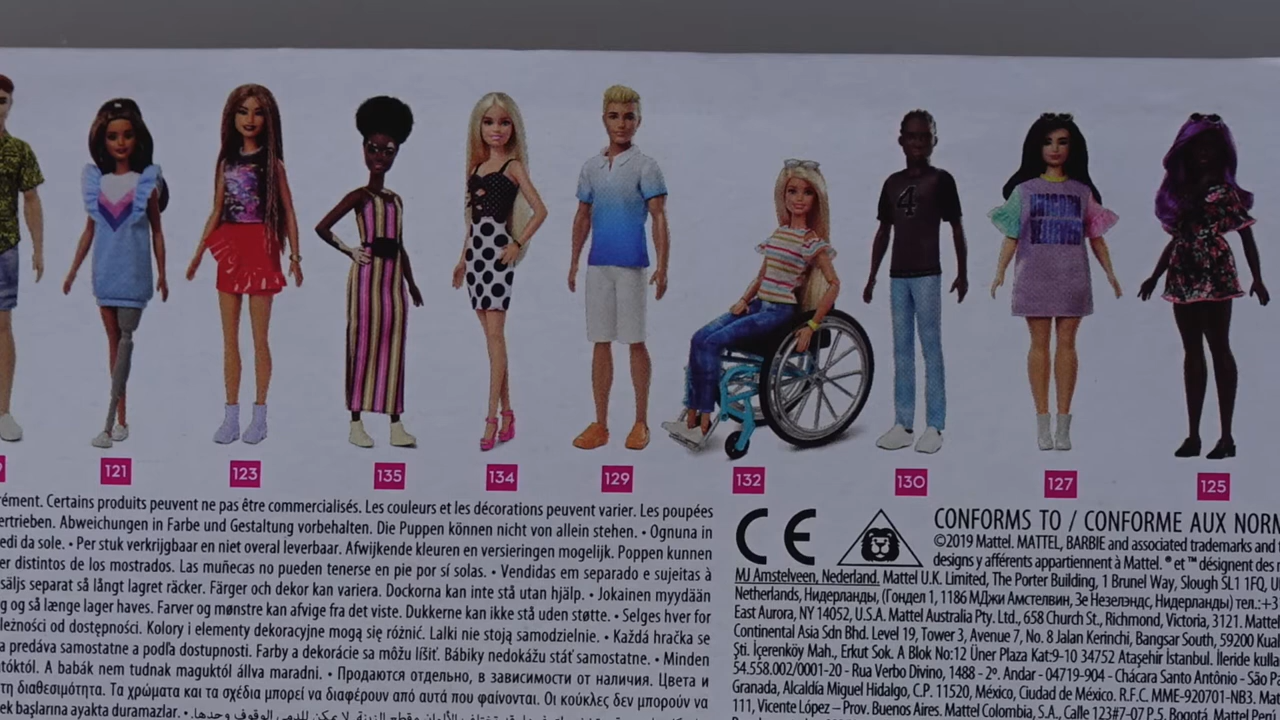 4
UNICORN
121
123
135
134
129
132
130
127
125
rément. Certains produits peuvent ne pas être commercialisés. Les couleurs et les décorations peuvent varier. Les poupées
ertrieben. Abweichungen in Farbe und Gestaltung vorbehalten. Die Puppen können nicht von allein stehen. • Ognuna in
edi da sole. • Per stuk verkrijgbaar en niet overal leverbaar. Afwijkende kleuren en versieringen mogelijk. Poppen kunnen
er distintos de los mostrados. Las muñecas no pueden tenerse en pie por sí solas. • Vendidas em separado e sujeitas à
säljs separat så långt lagret räcker. Färger och dekor kan variera. Dockorna kan inte stå utan hjälp. • Jokainen myydään
g og så længe lager haves. Farver og mønstre kan afvige fra det viste. Dukkerne kan ikke stå uden støtte. • Selges hver for
ležności od dostępności. Kolory i elementy dekoracyjne mogą się różnić. Lalki nie stoją samodzielnie. • Každá hračka se
a predáva samostatne a podľa dostupnosti. Farby a dekorácie sa môžu líšiť. Bábiky nedokážu stáť samostatne. • Minden
tóktól. A babák nem tudnak maguktól állva maradni. • Продаются отдельно, в зависимости от наличия. Цвета и
τη διαθεσιμότητα. Τα χρώματα και τα σχέδια μπορεί να διαφέρουν από αυτά που φαίνονται. Οι κούκλες δεν μπορούν να
ek başlarına ayakta duramazlar. •
CE
CONFORMS TO / CONFORME AUX NORM
©2019 Mattel. MATTEL, BARBIE and associated trademarks and
designs y afférents appartiennent à Mattel. ® et ™ désignent des
MJ Amstelveen, Nederland. Mattel U.K. Limited, The Porter Building, 1 Brunel Way, Slough SL1 1FQ, U
Netherlands, Нидерланды, (Гондел 1, 1186 МДжи Амстелвин, Зе Незелэндс, Нидерланды) тел.:+3
East Aurora, NY 14052, U.S.A. Mattel Australia Pty. Ltd., 658 Church St., Richmond, Victoria, 3121. Mattel
Continental Asia Sdn Bhd. Level 19, Tower 3, Avenue 7, No. 8 Jalan Kerinchi, Bangsar South, 59200 Kual
Şti. İçerenköy Mah., Erkut Sok. A Blok No:12 Üner Plaza Kat:9-10 34752 Ataşehir İstanbul. İleride kulla
54.558.002/0001-20 - Rua Verbo Divino, 1488 - 2º. Andar - 04719-904 - Chácara Santo Antônio - São Pa
Granada, Alcaldía Miguel Hidalgo, C.P. 11520, México, Ciudad de México. R.F.C. MME-920701-NB3. Mat
111, Vicente López – Prov. Buenos Aires. Mattel Colombia, S.A., Calle 123#7-07 P.5, Bogotá. Mattel Per